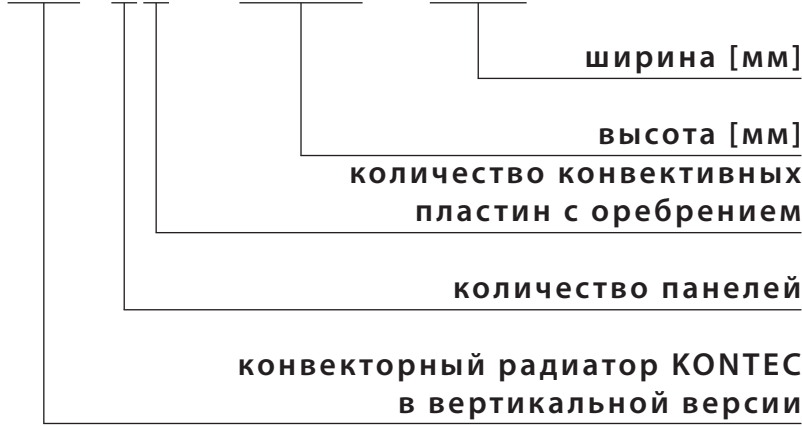 ширина [мм]
высота [мм]
количество конвективных
пластин с оребрением
количество панелей
конвекторный радиатор KONTEC
в вертикальной версии